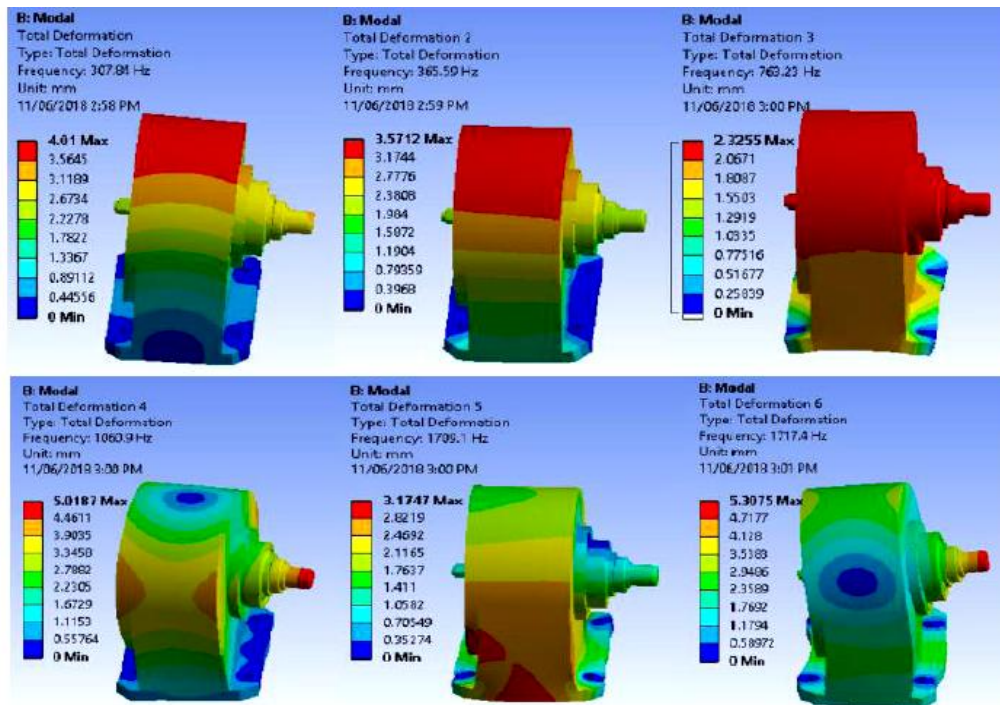 B: Modal
Total Deformation
Type: Total Deformation
Frequency: 307.84 Hz
Unit: mm
11/06/2018 2:58 PM
4.01 Max
3.5645
3.1189
2.6734
2.2278
1.7822
1.3367
0.89112
0.44556
0 Min
B: Modal
Total Deformation 2
Type: Total Deformation
Frequency: 365.59 Hz
Unit: mm
11/06/2018 2:59 PM
3.5712 Max
3.1744
2.7776
2.3808
1.984
1.5872
1.1904
0.79359
0.3968
0 Min
B: Modal
Total Deformation 3
Type: Total Deformation
Frequency: 763.23 Hz
Unit: mm
11/06/2018 3:00 PM
2.3255 Max
2.0671
1.8087
1.5503
1.2919
1.0335
0.77516
0.51677
0.25839
0 Min
B: Modal
Total Deformation 4
Type: Total Deformation
Frequency: 1060.9 Hz
Unit: mm
11/06/2018 3:00 PM
5.0187 Max
4.4611
3.9035
3.3458
2.7882
2.2305
1.6729
1.1153
0.55764
0 Min
B: Modal
Total Deformation 5
Type: Total Deformation
Frequency: 1709.1 Hz
Unit: mm
11/06/2018 3:00 PM
3.1747 Max
2.8219
2.4692
2.1165
1.7637
1.411
1.0582
0.70549
0.35274
0 Min
B: Modal
Total Deformation 6
Type: Total Deformation
Frequency: 1717.4 Hz
Unit: mm
11/06/2018 3:01 PM
5.3075 Max
4.7177
4.128
3.5383
2.9486
2.3589
1.7692
1.1794
0.58972
0 Min